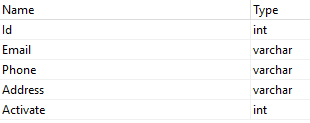 Name Type
Id int
Email varchar
Phone varchar
Address varchar
Activate int